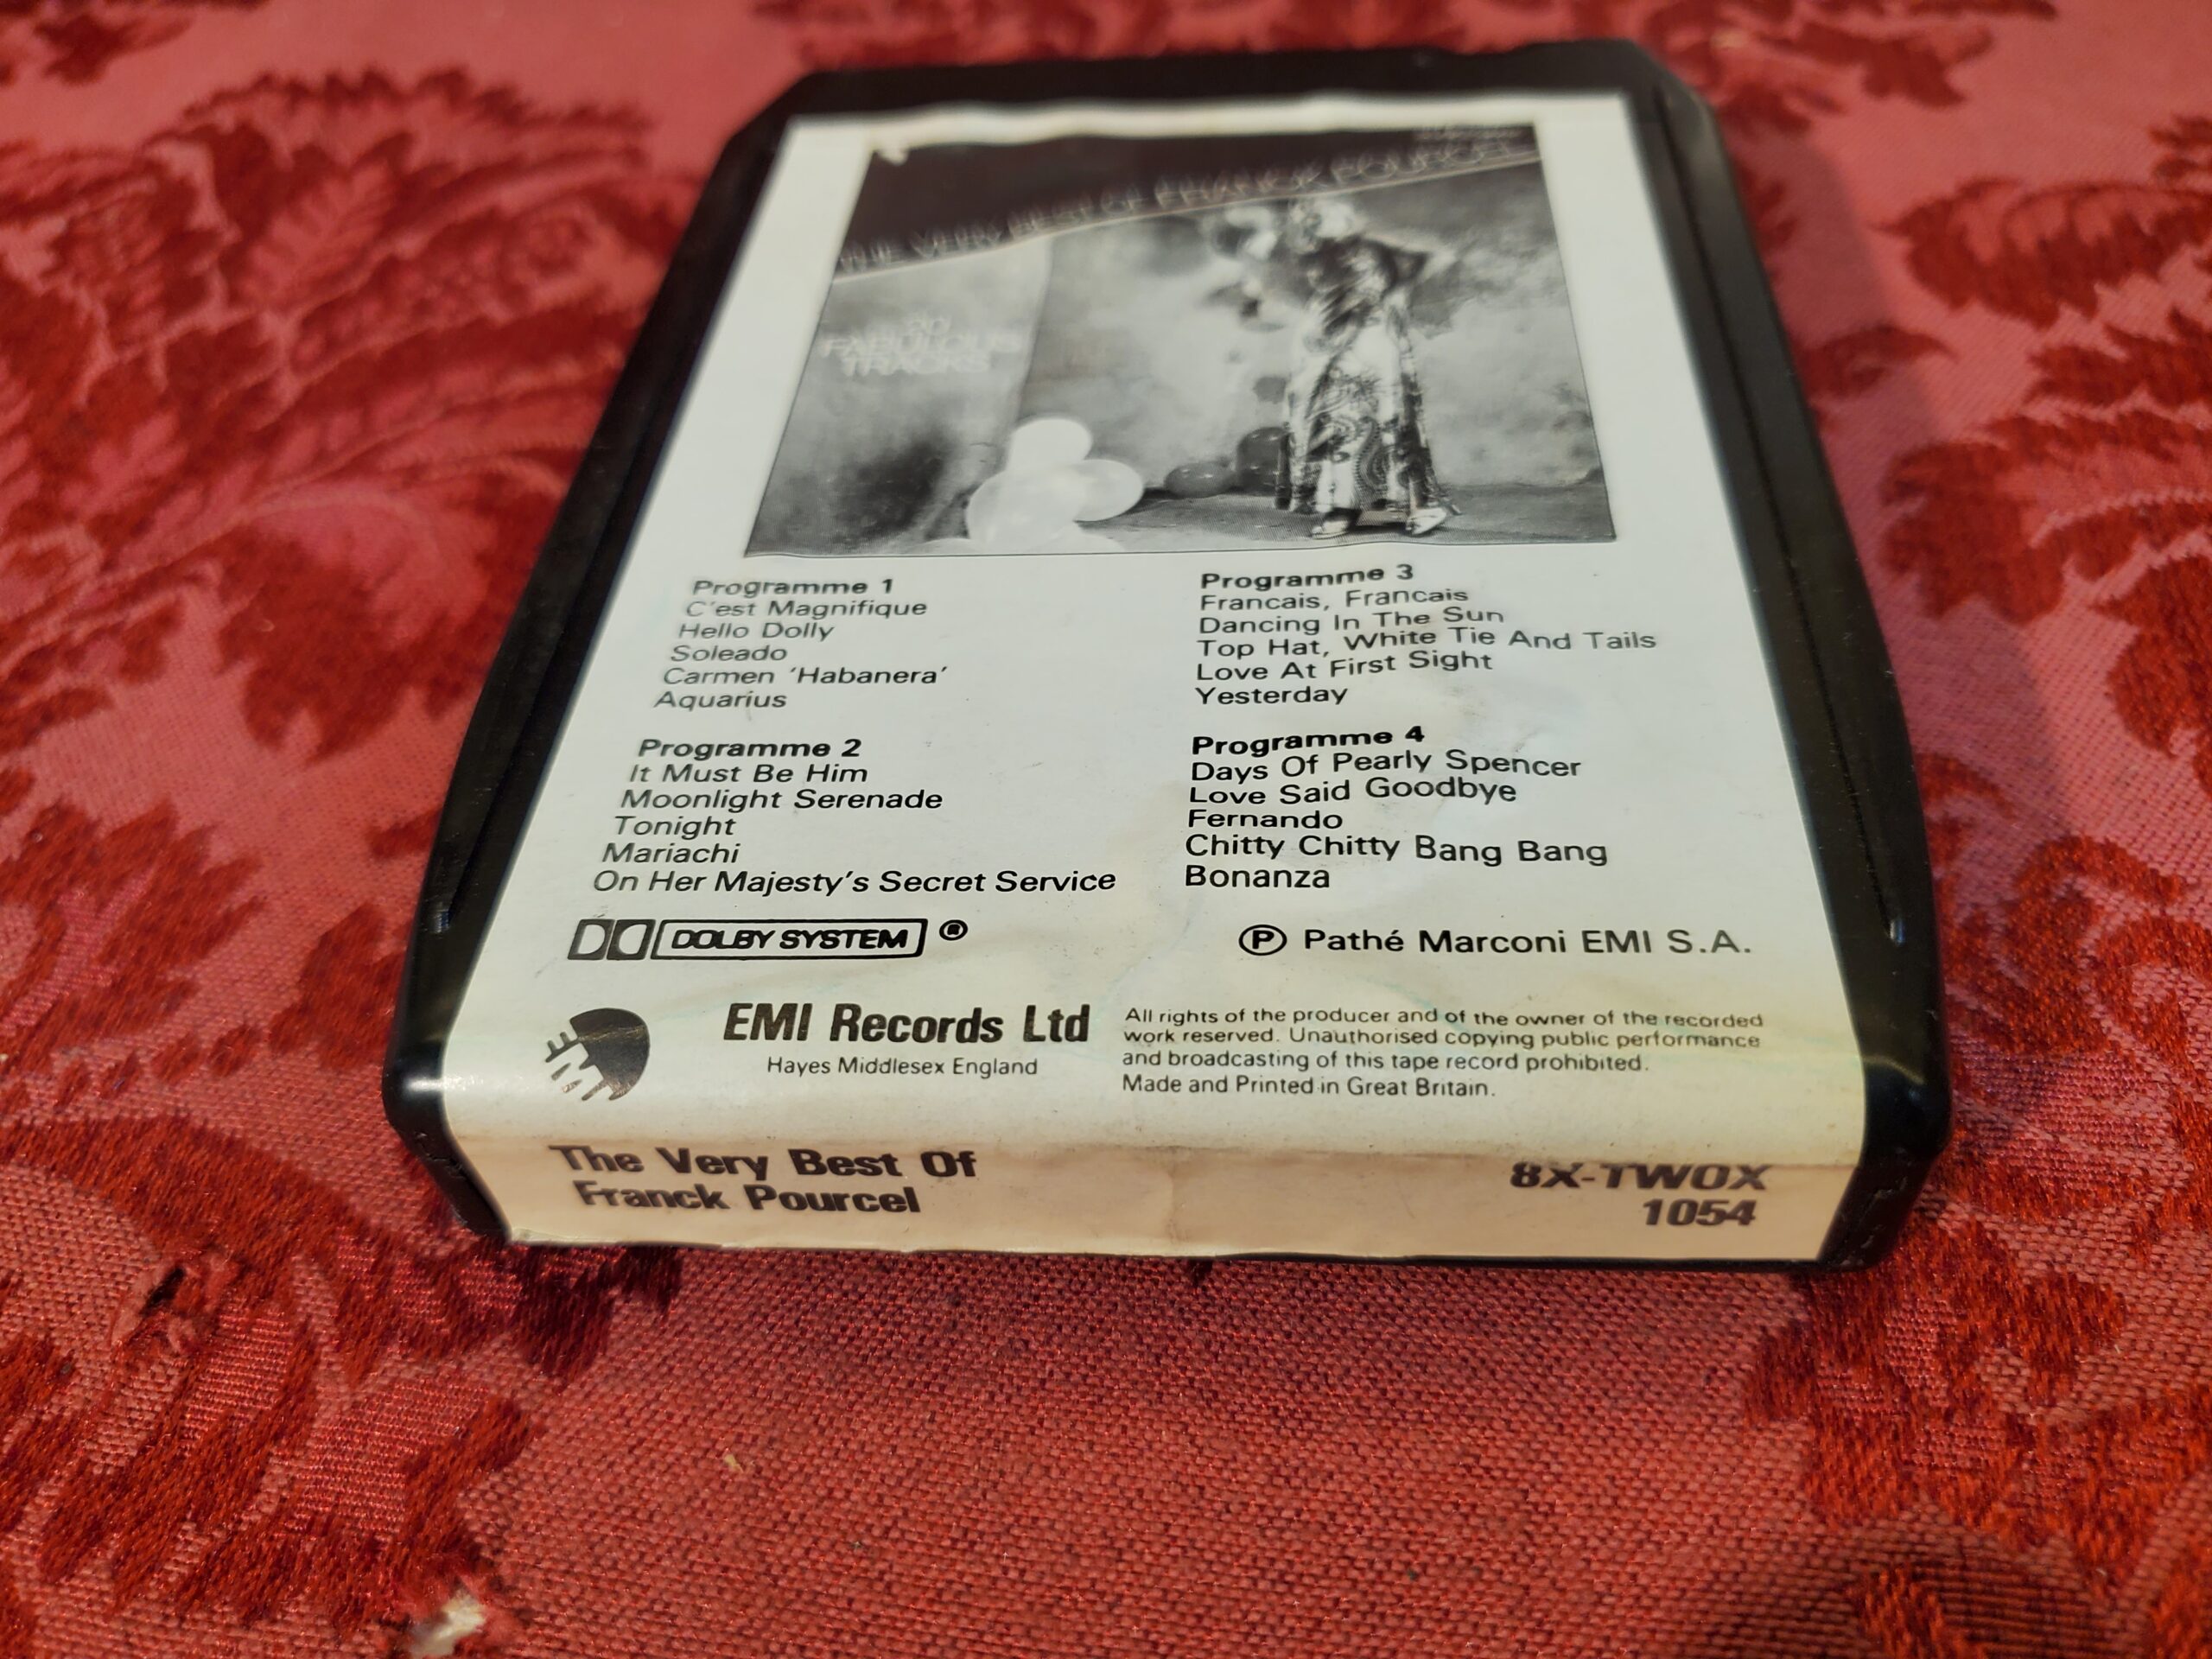 THE VERY BEST OF FRANCK POURCEL
20
FABULOUS
TRACKS
Programme 1
C'est Magnifique
Hello Dolly
Soleado
Carmen 'Habanera'
Aquarius
Programme 2
It Must Be Him
Moonlight Serenade
Tonight
Mariachi
On Her Majesty's Secret Service
Programme 3
Francais, Francais
Dancing In The Sun
Top Hat, White Tie And Tails
Love At First Sight
Yesterday
Programme 4
Days Of Pearly Spencer
Love Said Goodbye
Fernando
Chitty Chitty Bang Bang
Bonanza
DOLBY SYSTEM ®
Ⓟ Pathé Marconi EMI S.A.
EMI
EMI Records Ltd
Hayes Middlesex England
All rights of the producer and of the owner of the recorded
work reserved. Unauthorised copying public performance
and broadcasting of this tape record prohibited.
Made and Printed in Great Britain.
The Very Best Of
Franck Pourcel
8X-TWOX
1054